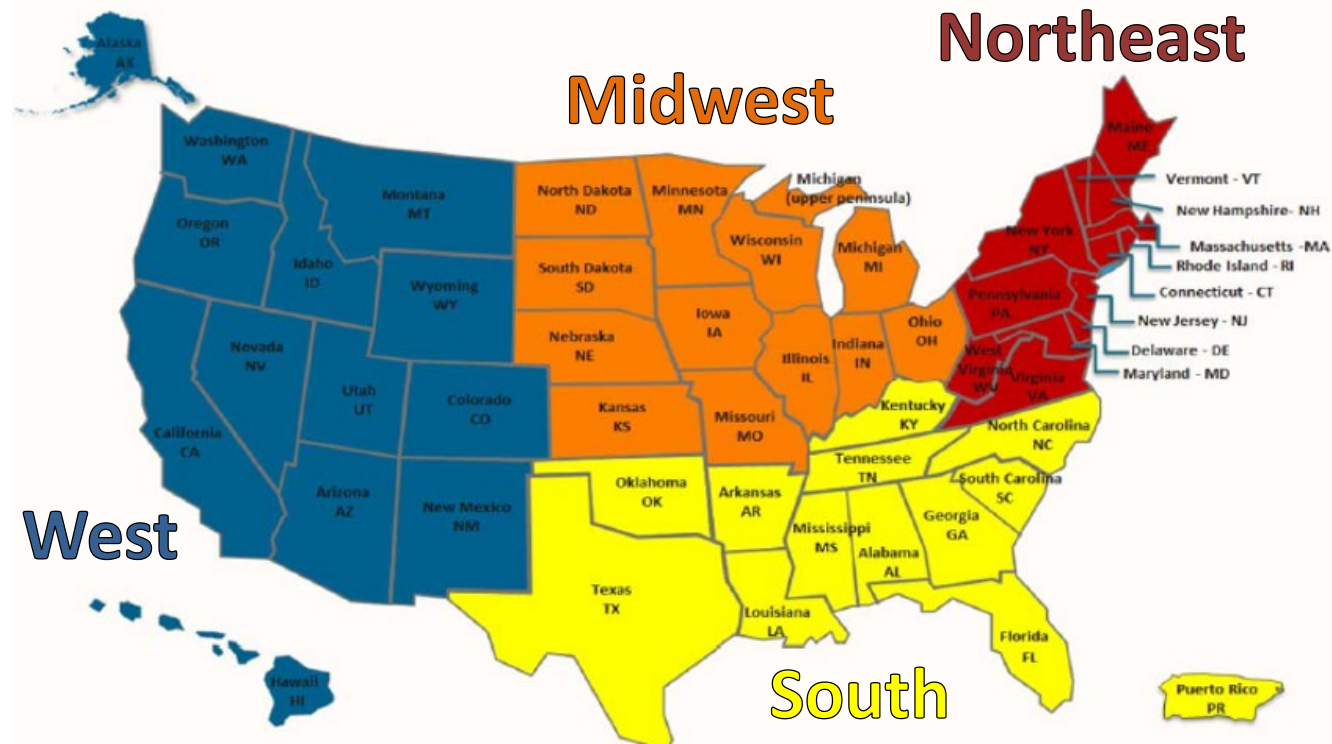 Northeast
Midwest
West
South
Alaska
AK
Washington
WA
Oregon
OR
Idaho
ID
Montana
MT
Wyoming
WY
Nevada
NV
Utah
UT
Colorado
CO
California
CA
Arizona
AZ
New Mexico
NM
Hawaii
HI
North Dakota
ND
South Dakota
SD
Nebraska
NE
Kansas
KS
Minnesota
MN
Iowa
IA
Missouri
MO
Wisconsin
WI
Michigan
(upper peninsula)
Michigan
MI
Illinois
IL
Indiana
IN
Ohio
OH
Maine
ME
Vermont - VT
New Hampshire- NH
Massachusetts -MA
Rhode Island - RI
Connecticut - CT
New Jersey - NJ
Delaware - DE
Maryland - MD
New York
NY
Pennsylvania
PA
West
Virginia
WV
Virginia
VA
Kentucky
KY
Tennessee
TN
North Carolina
NC
South Carolina
SC
Georgia
GA
Oklahoma
OK
Arkansas
AR
Mississippi
MS
Alabama
AL
Texas
TX
Louisiana
LA
Florida
FL
Puerto Rico
PR